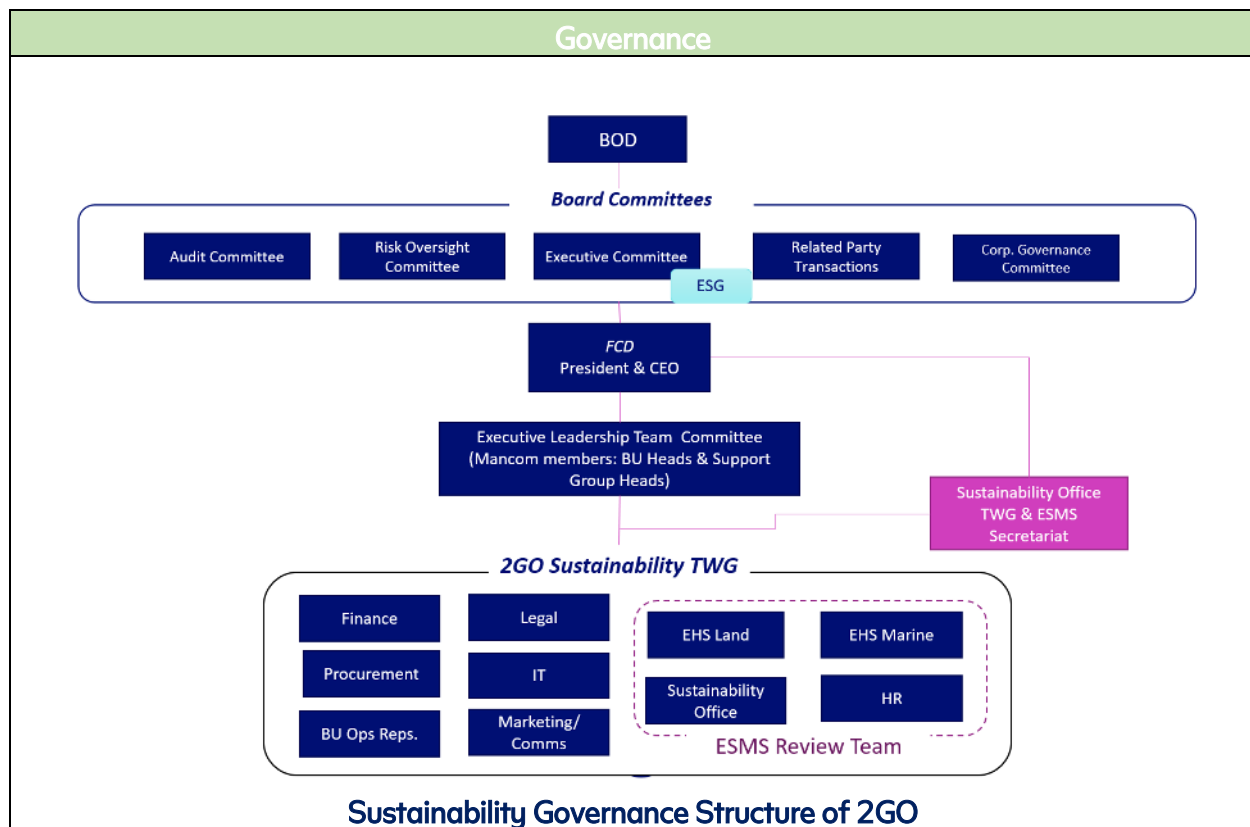 Governance
BOD
Board Committees
Audit Committee
Risk Oversight
Committee
Executive Committee
Related Party
Transactions
Corp. Governance
Committee
ESG
FCD
President & CEO
Executive Leadership Team Committee
(Mancom members: BU Heads & Support
Group Heads)
Sustainability Office
TWG & ESMS
Secretariat
2GO Sustainability TWG
Finance
Legal
EHS Land
EHS Marine
Procurement
IT
Sustainability
Office
HR
BU Ops Reps.
Marketing/
Comms
ESMS Review Team
Sustainability Governance Structure of 2GO